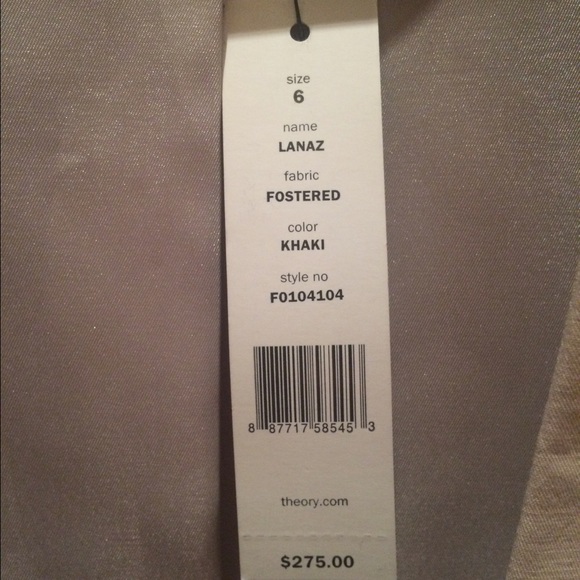 size
6
name
LANAZ
fabric
FOSTERED
color
KHAKI
style no
F0104104
8 87717 58545 3
theory.com
$275.00